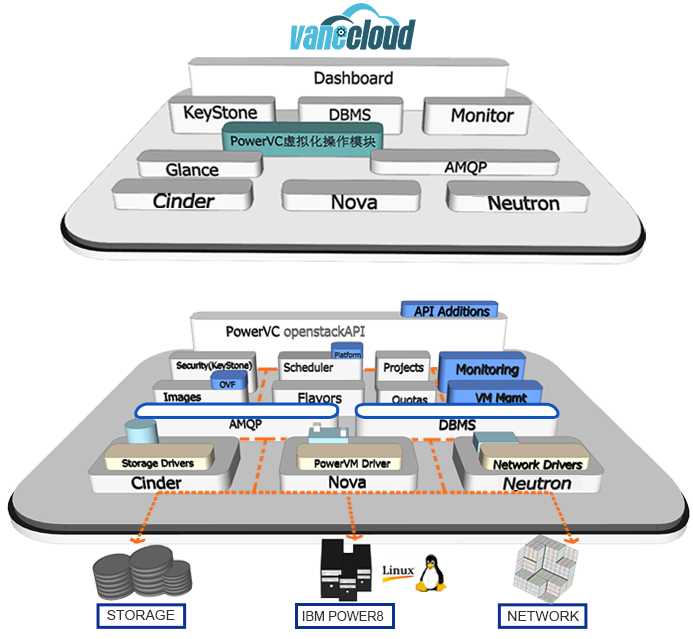 vanecloud
Dashboard
KeyStone
DBMS
Monitor
PowerVC虚拟化操作模块
Glance
AMQP
Cinder
Nova
Neutron
API Additions
PowerVC openstackAPI
Platform
Security(KeyStone)
Scheduler
Projects
Monitoring
OVF
Images
Flavors
Quotas
VM Mgmt
AMQP
DBMS
Storage Drivers
PowerVM Driver
Network Drivers
Cinder
Nova
Neutron
Linux
STORAGE
IBM POWER8
NETWORK